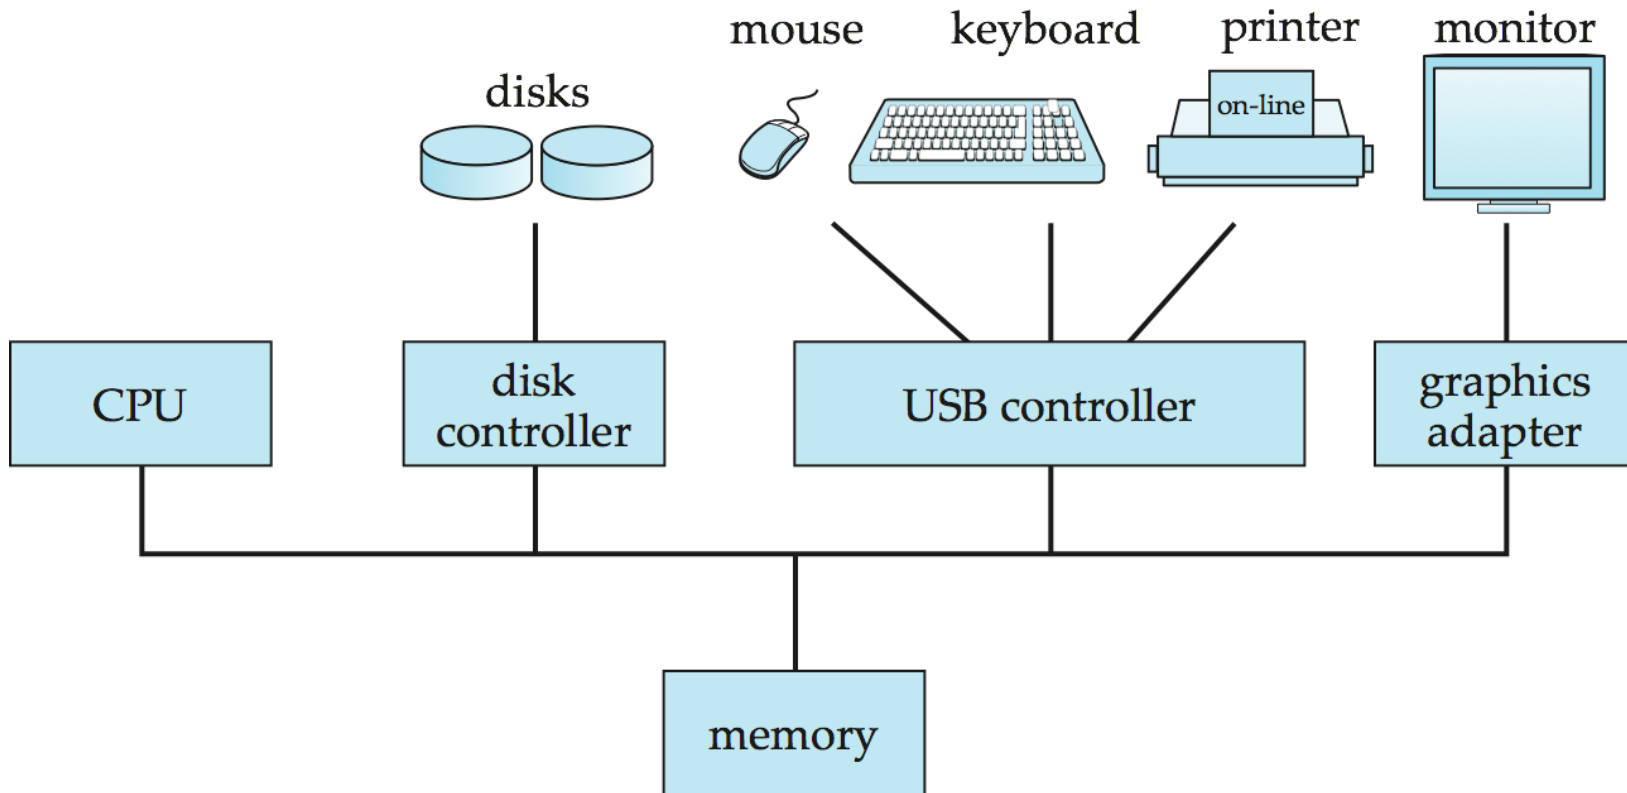 mouse
keyboard
printer
monitor
disks
on-line
CPU
disk
controller
USB controller
graphics
adapter
memory